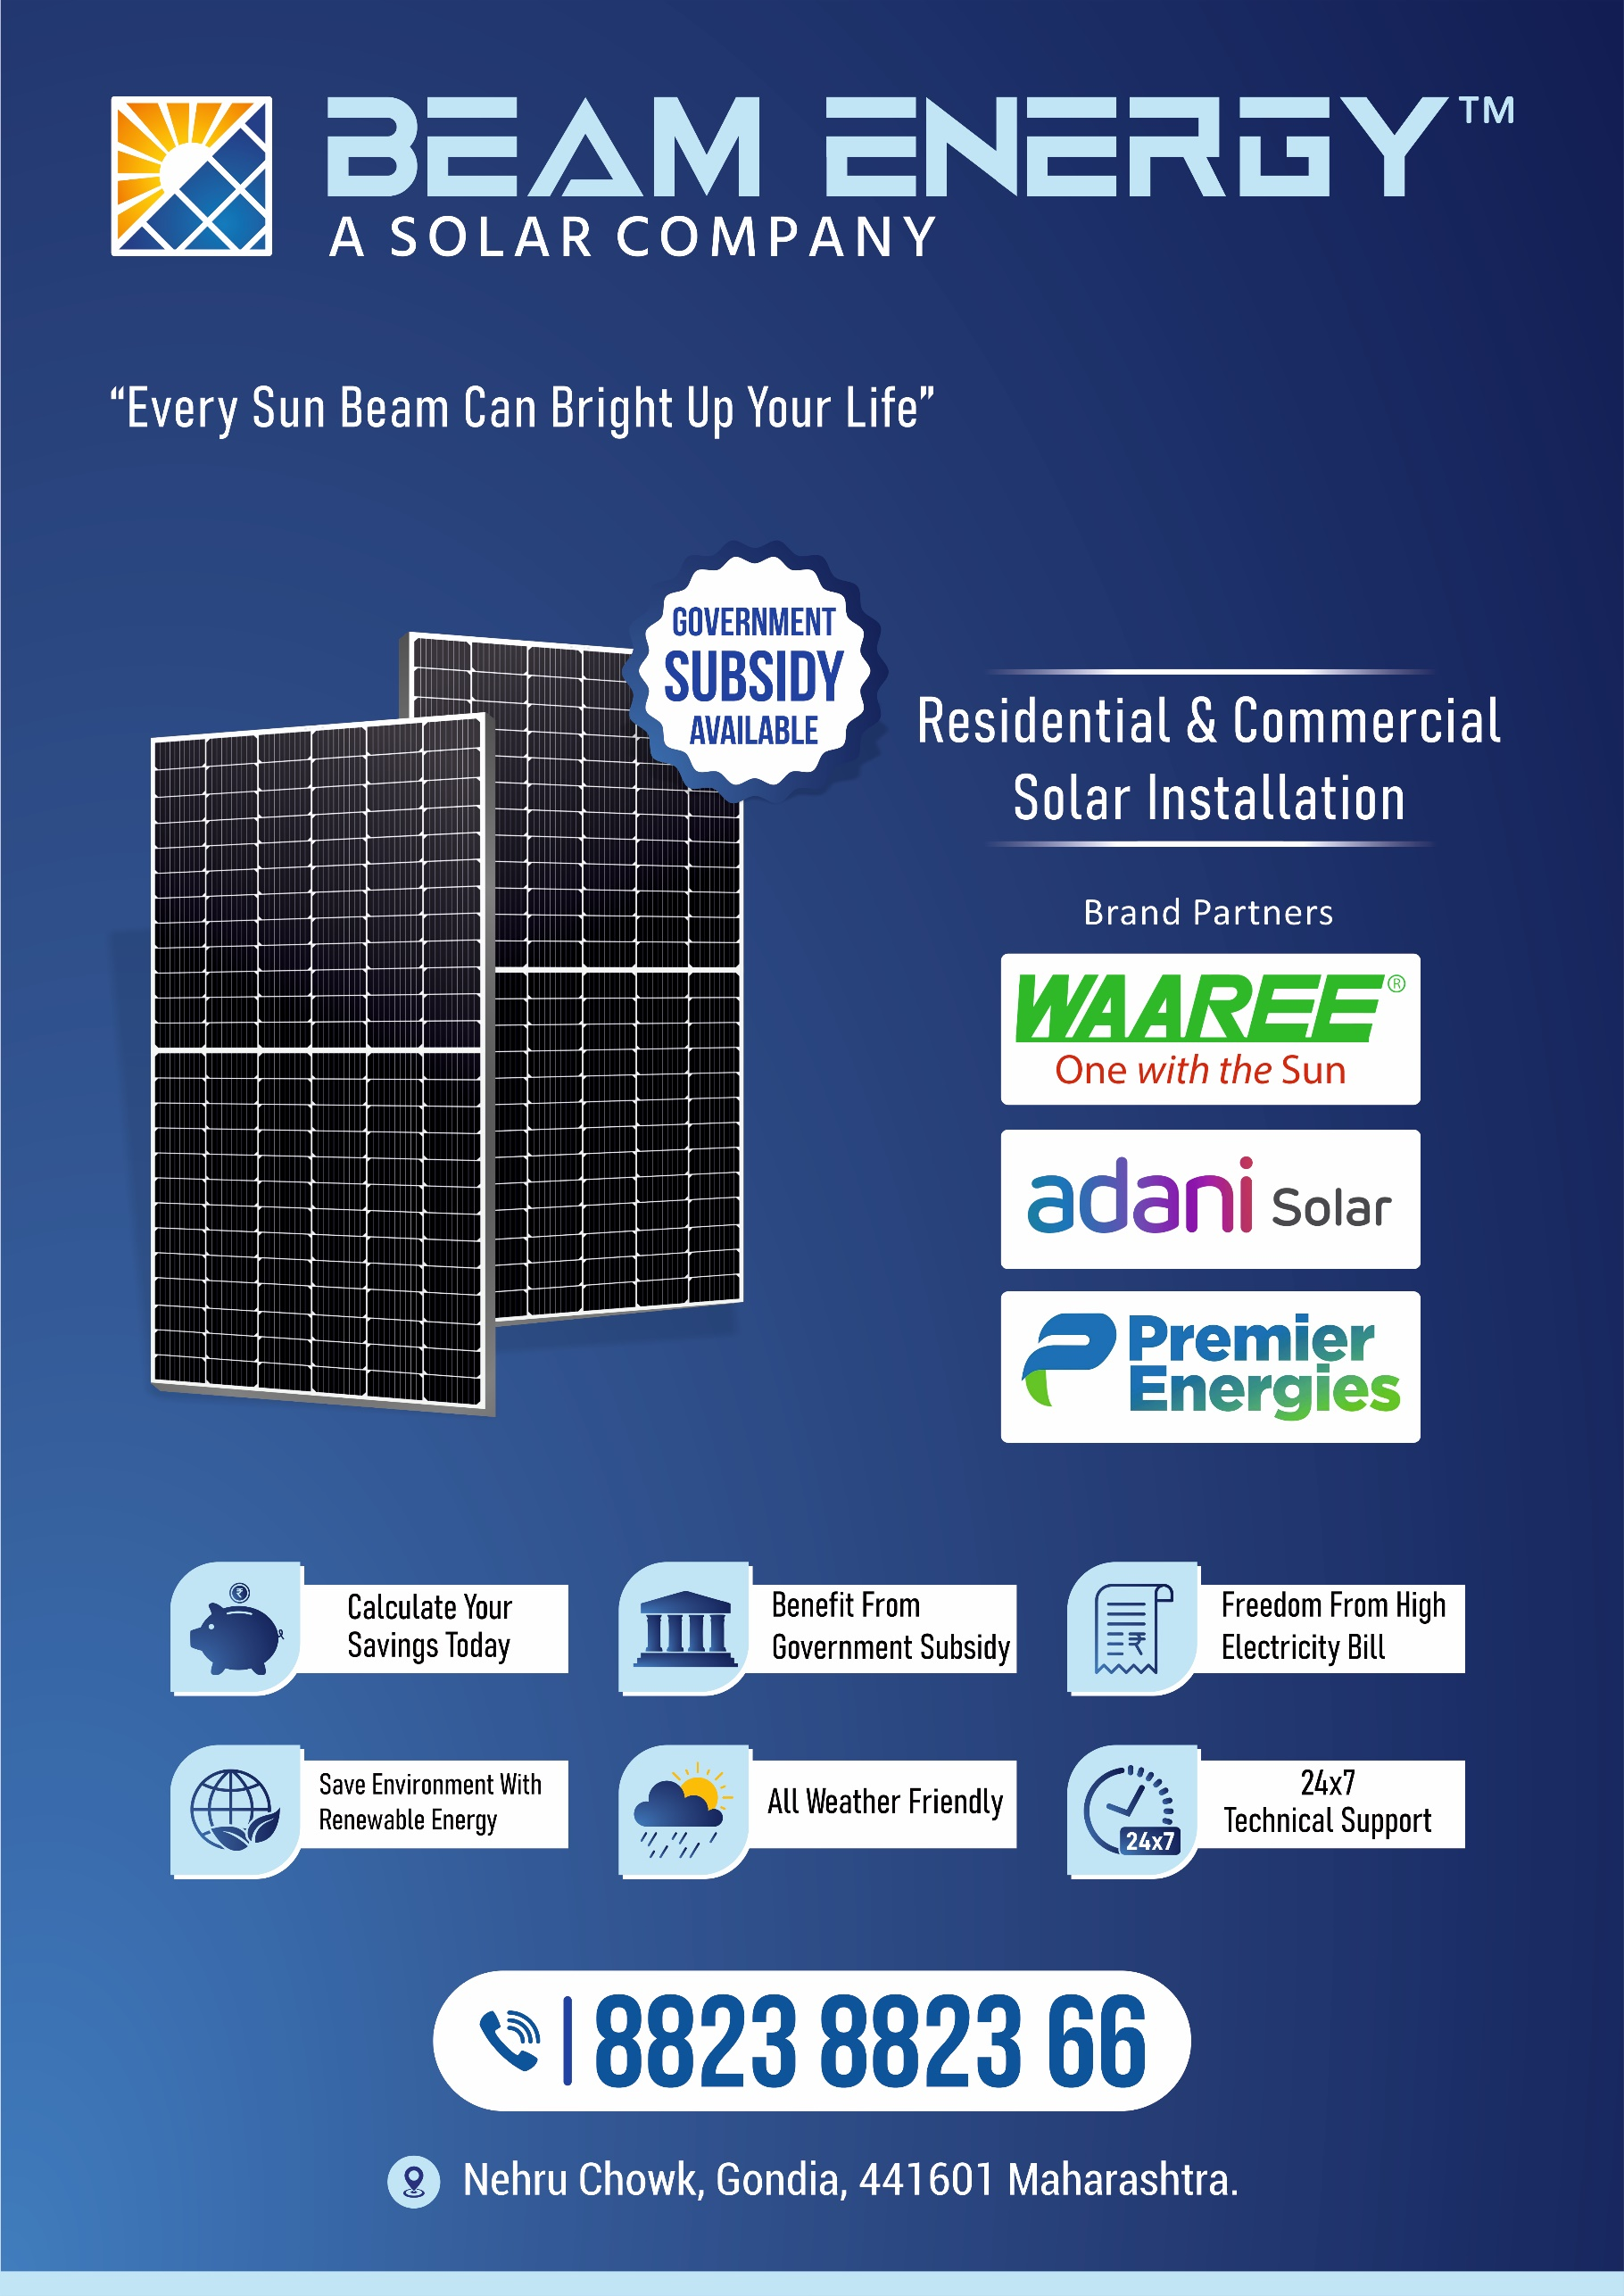 BEAM ENERGY™
A SOLAR COMPANY
“Every Sun Beam Can Bright Up Your Life”
GOVERNMENT
SUBSIDY
AVAILABLE
Residential & Commercial
Solar Installation
Brand Partners
WAAREE®
One with the Sun
adani Solar
Premier
Energies
₹
Calculate Your
Savings Today
Benefit From
Government Subsidy
₹
Freedom From High
Electricity Bill
Save Environment With
Renewable Energy
All Weather Friendly
24x7
24x7
Technical Support
8823 8823 66
Nehru Chowk, Gondia, 441601 Maharashtra.